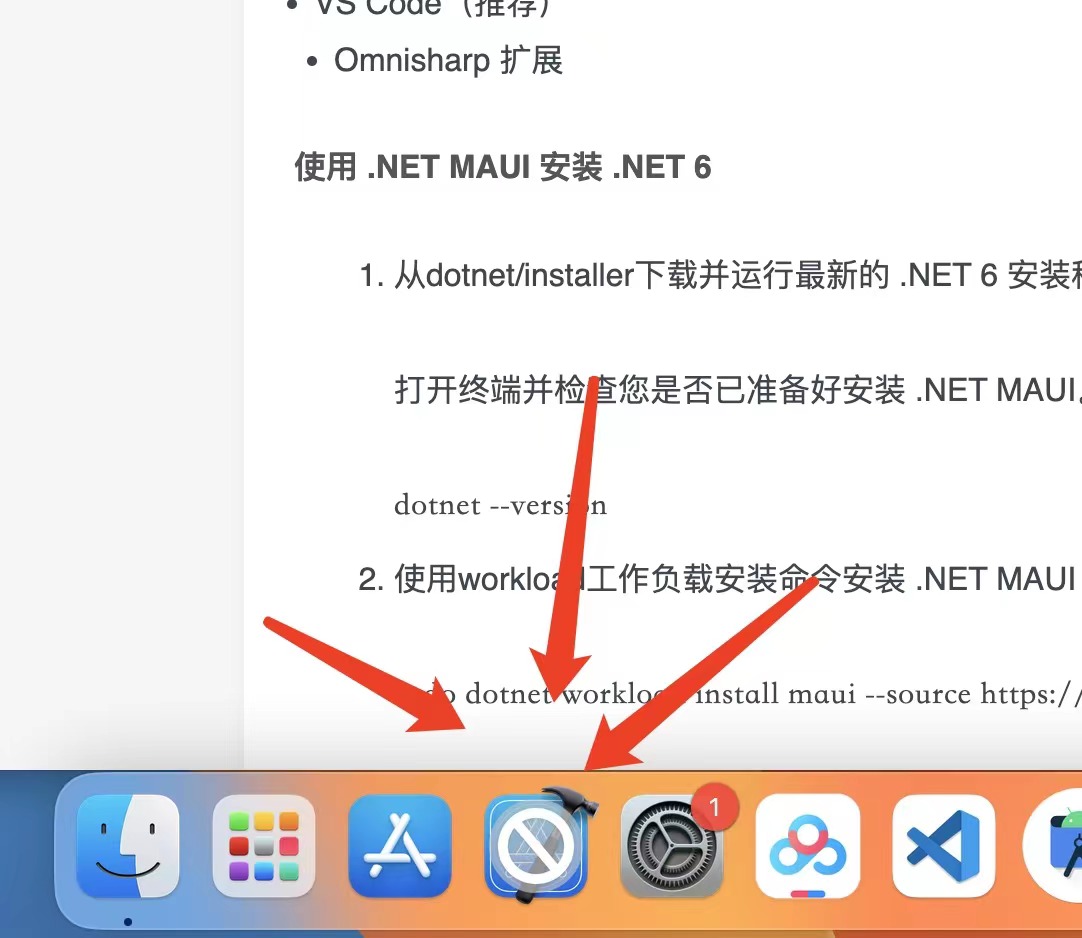 VS Code（推荐）
Omnisharp 扩展
使用 .NET MAUI 安装 .NET 6
1. 从dotnet/installer下载并运行最新的 .NET 6 安装
打开终端并检查您是否已准备好安装 .NET MAUI
dotnet --version
2. 使用workload工作负载安装命令安装 .NET MAUI
dotnet workload install maui --source https://
1